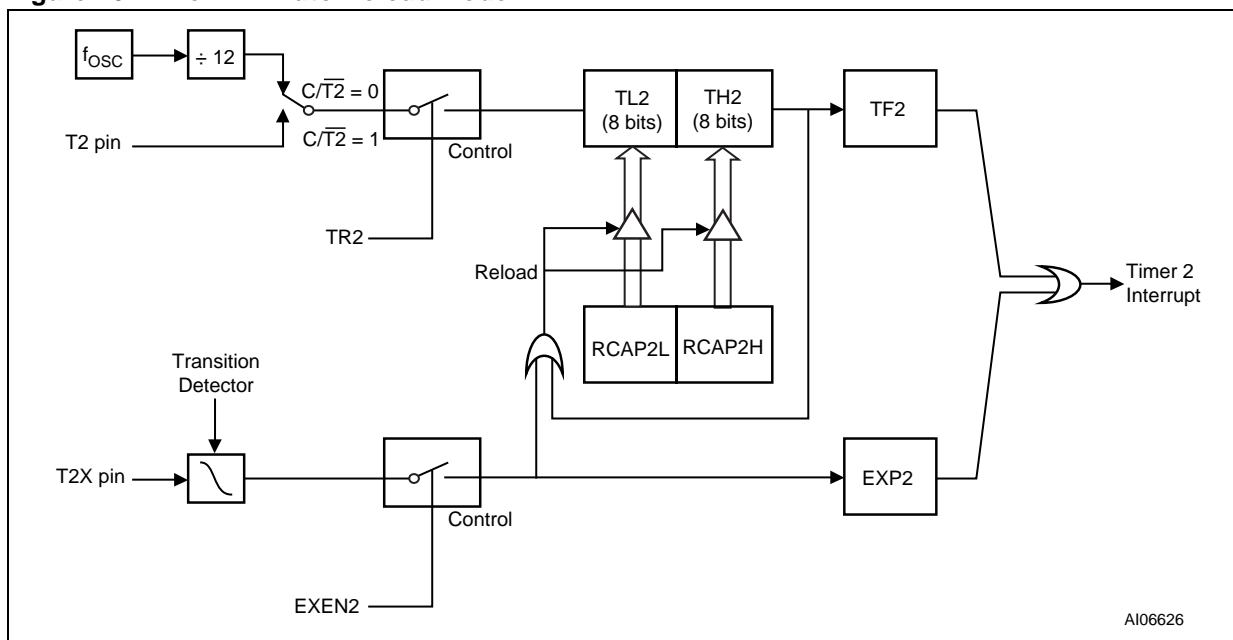 fOSC
÷ 12
C/T2 = 0
T2 pin
C/T2 = 1
Control
TR2
TL2
(8 bits)
TH2
(8 bits)
TF2
Reload
RCAP2L
RCAP2H
Timer 2
Interrupt
Transition
Detector
T2X pin
Control
EXP2
EXEN2
AI06626